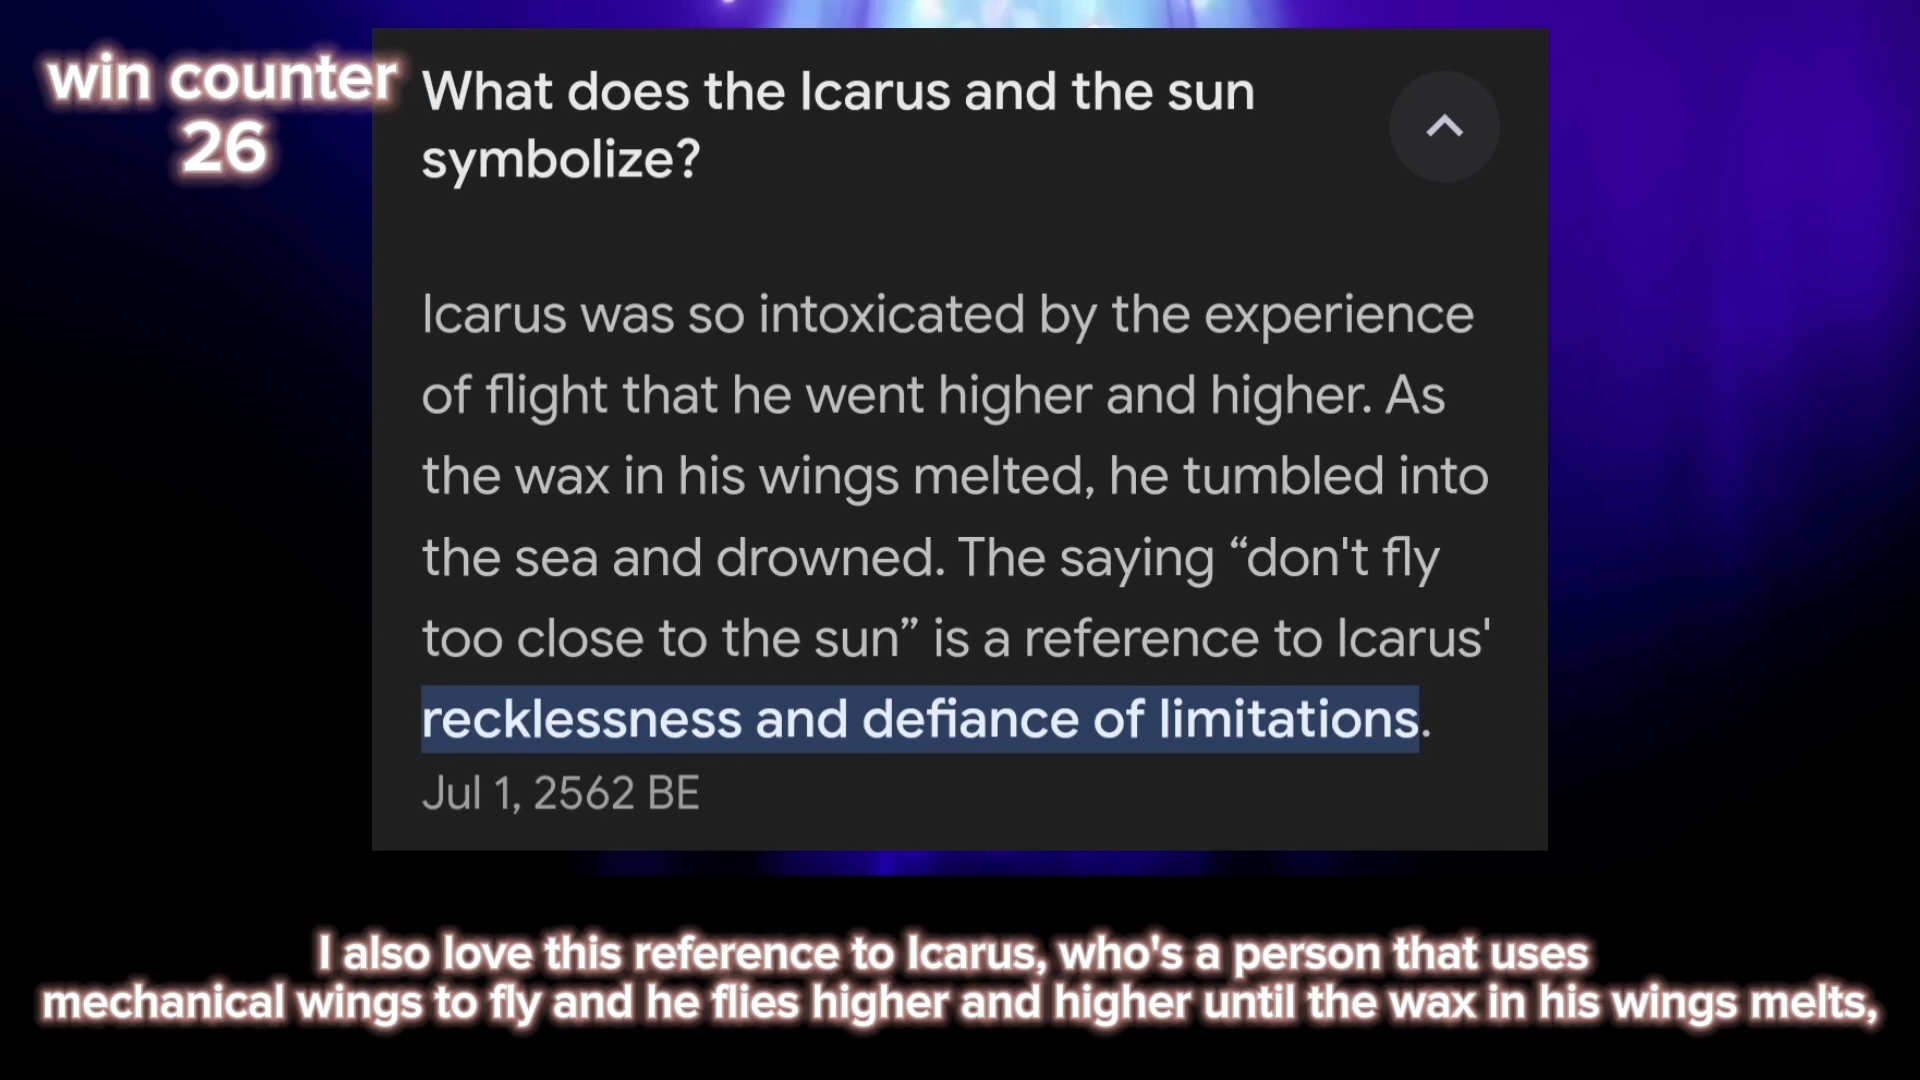 win counter
26
What does the Icarus and the sun
symbolize?
Icarus was so intoxicated by the experience
of flight that he went higher and higher. As
the wax in his wings melted, he tumbled into
the sea and drowned. The saying “don't fly
too close to the sun” is a reference to Icarus'
recklessness and defiance of limitations.
Jul 1, 2562 BE
I also love this reference to Icarus, who's a person that uses
mechanical wings to fly and he flies higher and higher until the wax in his wings melts,